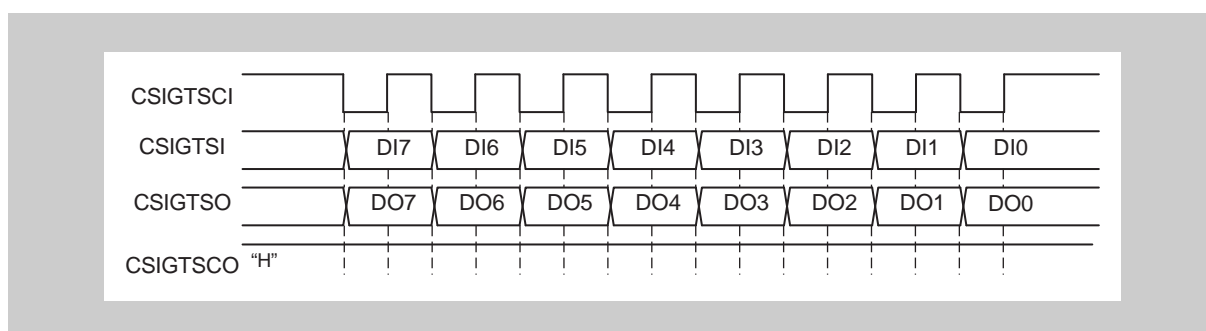 CSIGTSCI
CSIGTSI DI7 DI6 DI5 DI4 DI3 DI2 DI1 DI0
CSIGTSO DO7 DO6 DO5 DO4 DO3 DO2 DO1 DO0
CSIGTSCO “H”